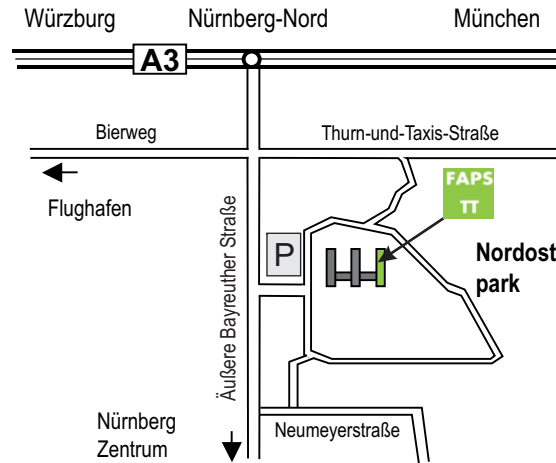 Würzburg
Nürnberg-Nord
München
A3
Bierweg
Thurn-und-Taxis-Straße
Flughafen
FAPS
TT
Äußere Bayreuther Straße
P
Nordost
park
Neumeyerstraße
Nürnberg
Zentrum